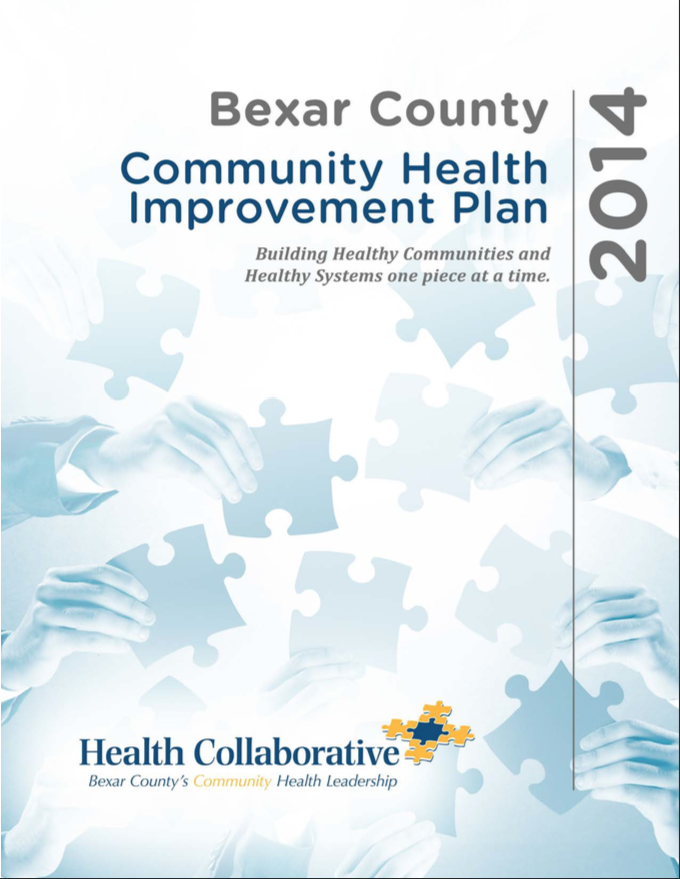 Bexar County
Community Health
Improvement Plan
2014
Building Healthy Communities and
Healthy Systems one piece at a time.
Health Collaborative
Bexar County's Community Health Leadership